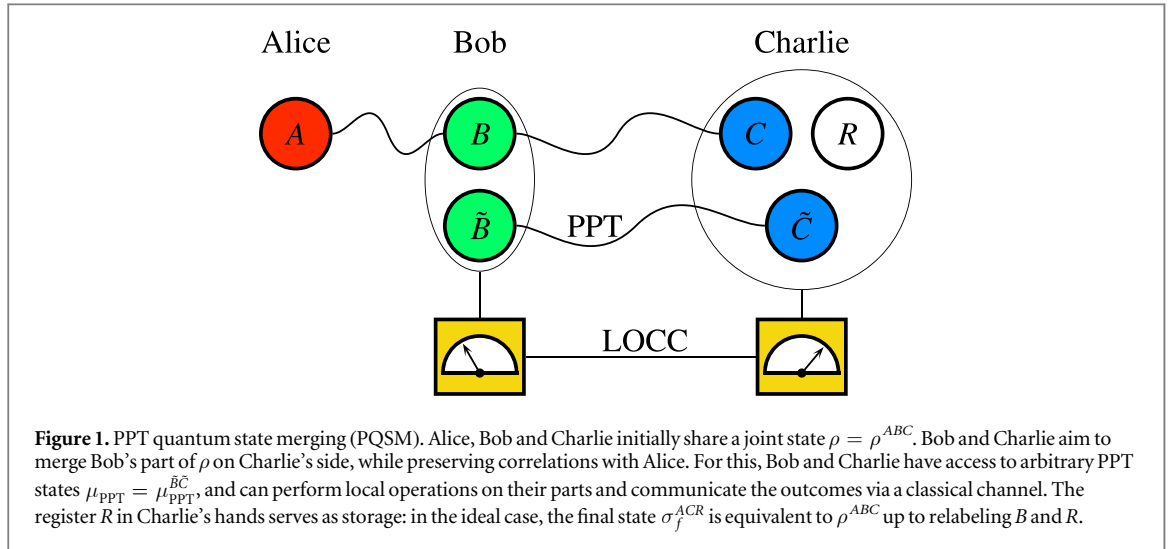 Alice Bob Charlie
A B C R
B̃ PPT C̃
LOCC
Figure 1. PPT quantum state merging (PQSM). Alice, Bob and Charlie initially share a joint state ρ = ρ^{ABC}. Bob and Charlie aim to
merge Bob's part of ρ on Charlie's side, while preserving correlations with Alice. For this, Bob and Charlie have access to arbitrary PPT
states μ_{PPT} = μ_{PPT}^{B̃C̃}, and can perform local operations on their parts and communicate the outcomes via a classical channel. The
register R in Charlie's hands serves as storage: in the ideal case, the final state σ_f^{ACR} is equivalent to ρ^{ABC} up to relabeling B and R.